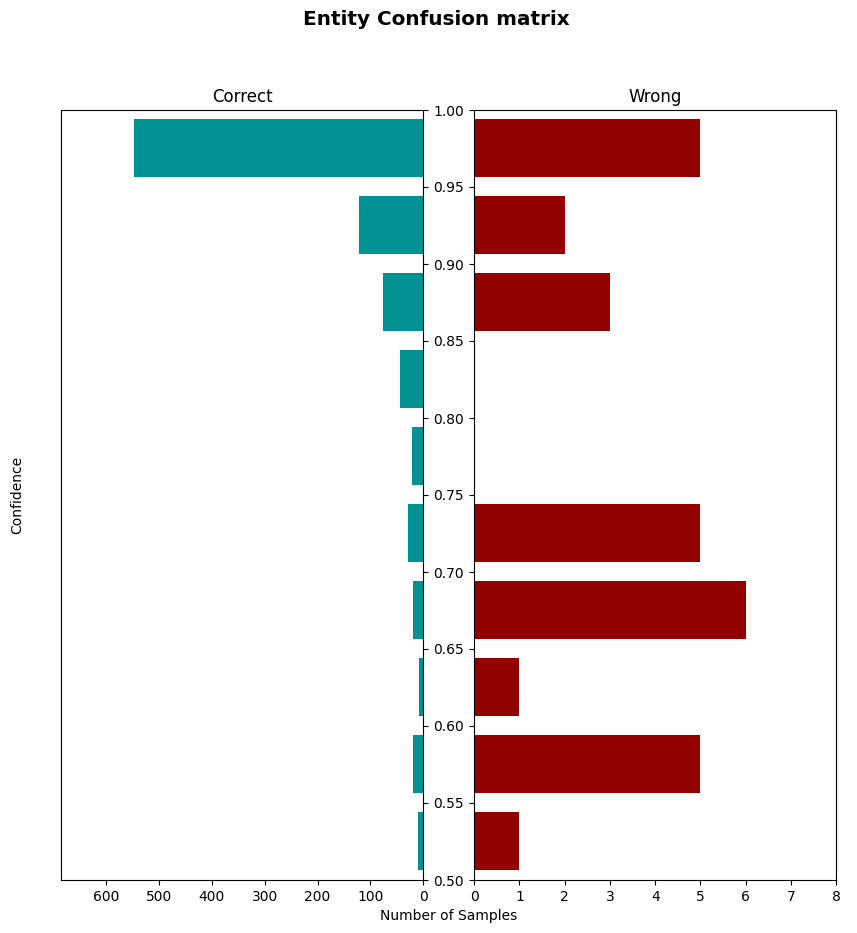 Entity Confusion matrix
Correct
Wrong
1.00
0.95
0.90
0.85
0.80
0.75
0.70
0.65
0.60
0.55
0.50
Confidence
600 500 400 300 200 100 0
0 1 2 3 4 5 6 7 8
Number of Samples